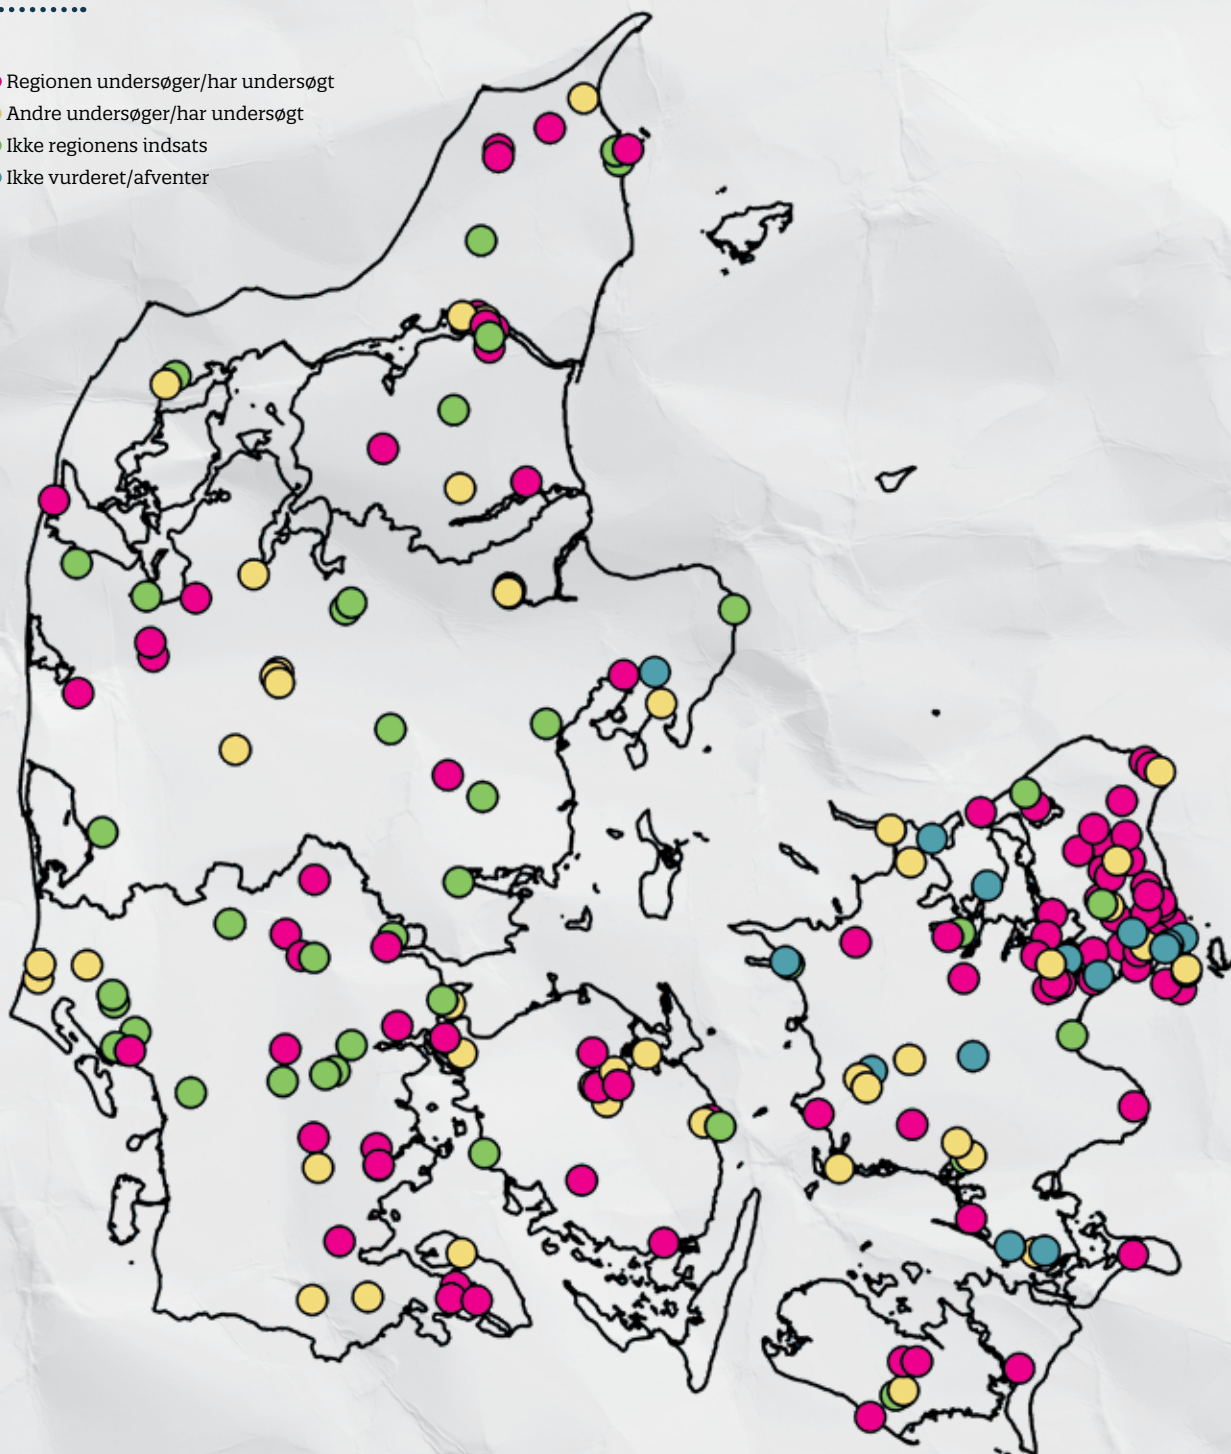 Regionen undersøger/har undersøgt
Andre undersøger/har undersøgt
Ikke regionens indsats
Ikke vurderet/afventer